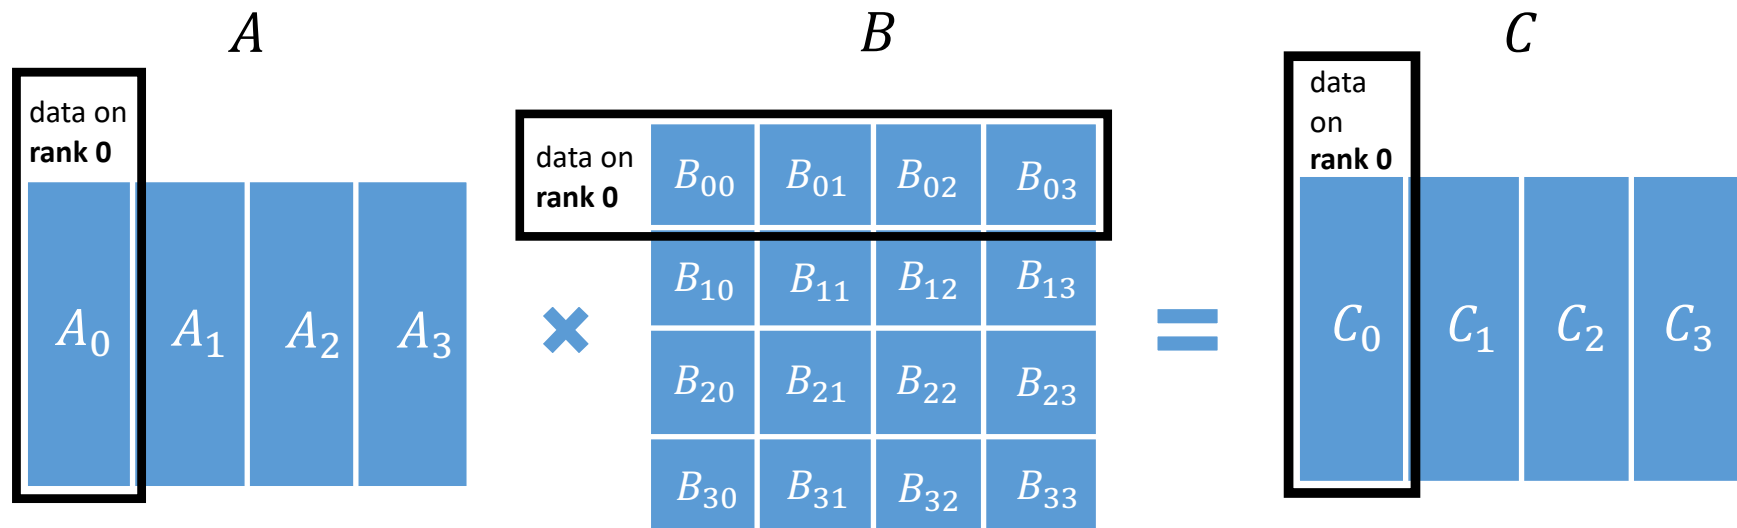 A
B
C
data on
rank 0
data on
rank 0
data
on
rank 0
A₀ A₁ A₂ A₃
×
B₀₀ B₀₁ B₀₂ B₀₃
B₁₀ B₁₁ B₁₂ B₁₃
B₂₀ B₂₁ B₂₂ B₂₃
B₃₀ B₃₁ B₃₂ B₃₃
=
C₀ C₁ C₂ C₃